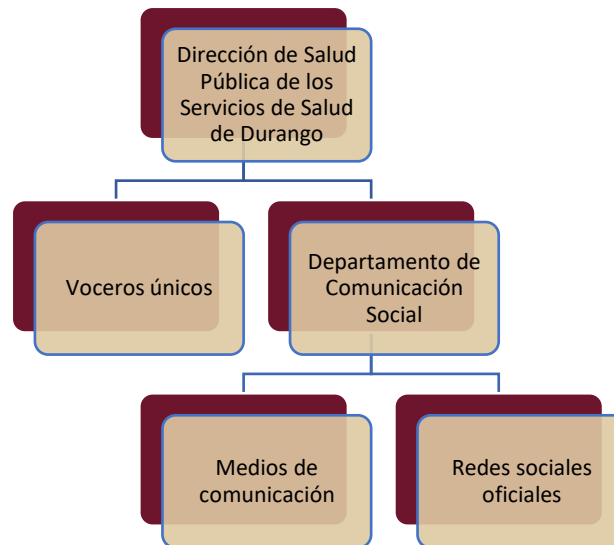 Dirección de Salud
Pública de los
Servicios de Salud
de Durango
Voceros únicos
Departamento de
Comunicación
Social
Medios de
comunicación
Redes sociales
oficiales